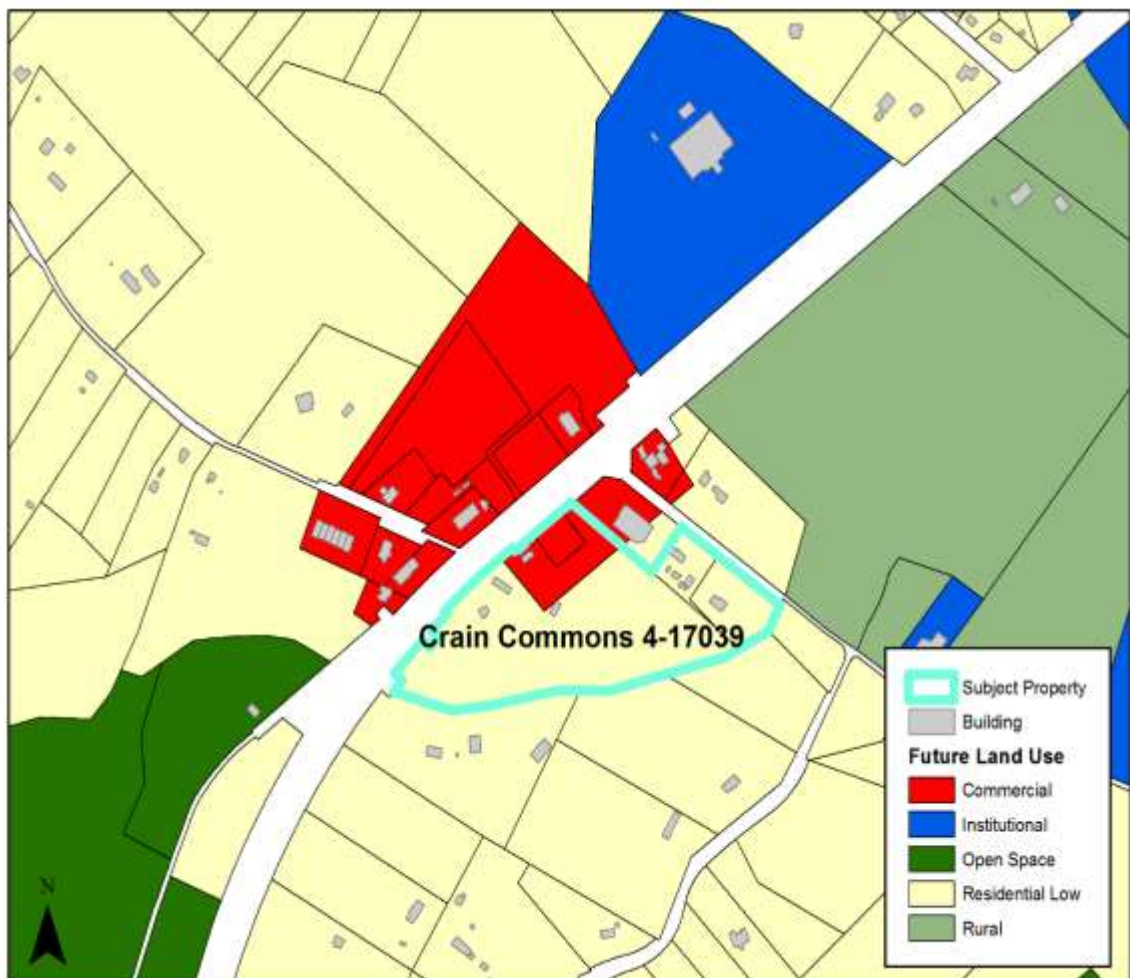 Crain Commons 4-17039
Subject Property
Building
Future Land Use
Commercial
Institutional
Open Space
Residential Low
Rural
N